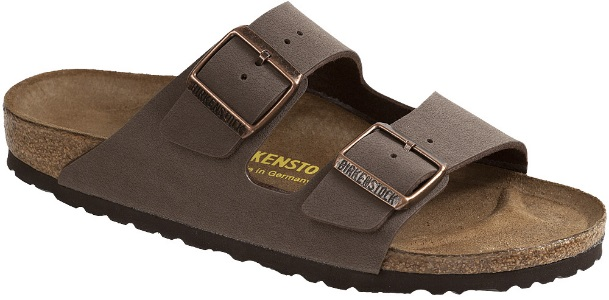 BIRKENSTOCK
KENSTO
e in Germany
BIRKENSTOCK